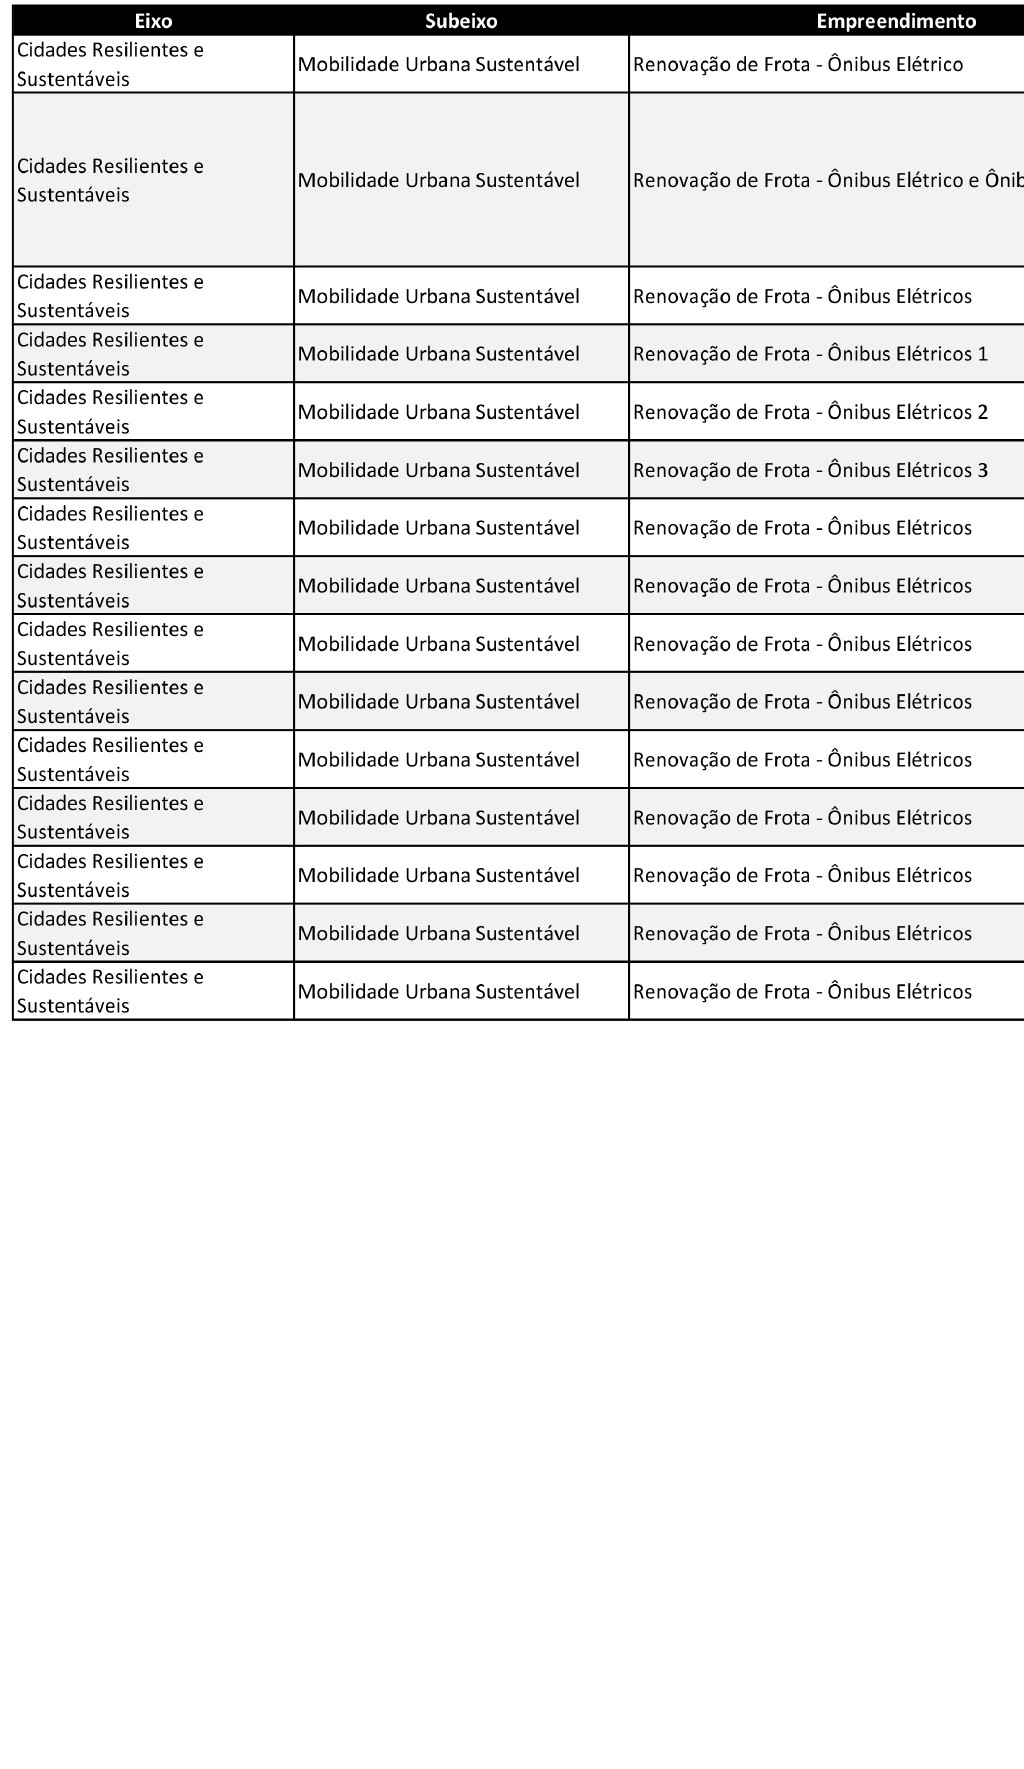 Eixo Subeixo Empreendimento
Cidades Resilientes e
Sustentáveis
Mobilidade Urbana Sustentável
Renovação de Frota - Ônibus Elétrico
Cidades Resilientes e
Sustentáveis
Mobilidade Urbana Sustentável
Renovação de Frota - Ônibus Elétrico e Ônib
Cidades Resilientes e
Sustentáveis
Mobilidade Urbana Sustentável
Renovação de Frota - Ônibus Elétricos
Cidades Resilientes e
Sustentáveis
Mobilidade Urbana Sustentável
Renovação de Frota - Ônibus Elétricos 1
Cidades Resilientes e
Sustentáveis
Mobilidade Urbana Sustentável
Renovação de Frota - Ônibus Elétricos 2
Cidades Resilientes e
Sustentáveis
Mobilidade Urbana Sustentável
Renovação de Frota - Ônibus Elétricos 3
Cidades Resilientes e
Sustentáveis
Mobilidade Urbana Sustentável
Renovação de Frota - Ônibus Elétricos
Cidades Resilientes e
Sustentáveis
Mobilidade Urbana Sustentável
Renovação de Frota - Ônibus Elétricos
Cidades Resilientes e
Sustentáveis
Mobilidade Urbana Sustentável
Renovação de Frota - Ônibus Elétricos
Cidades Resilientes e
Sustentáveis
Mobilidade Urbana Sustentável
Renovação de Frota - Ônibus Elétricos
Cidades Resilientes e
Sustentáveis
Mobilidade Urbana Sustentável
Renovação de Frota - Ônibus Elétricos
Cidades Resilientes e
Sustentáveis
Mobilidade Urbana Sustentável
Renovação de Frota - Ônibus Elétricos
Cidades Resilientes e
Sustentáveis
Mobilidade Urbana Sustentável
Renovação de Frota - Ônibus Elétricos
Cidades Resilientes e
Sustentáveis
Mobilidade Urbana Sustentável
Renovação de Frota - Ônibus Elétricos
Cidades Resilientes e
Sustentáveis
Mobilidade Urbana Sustentável
Renovação de Frota - Ônibus Elétricos